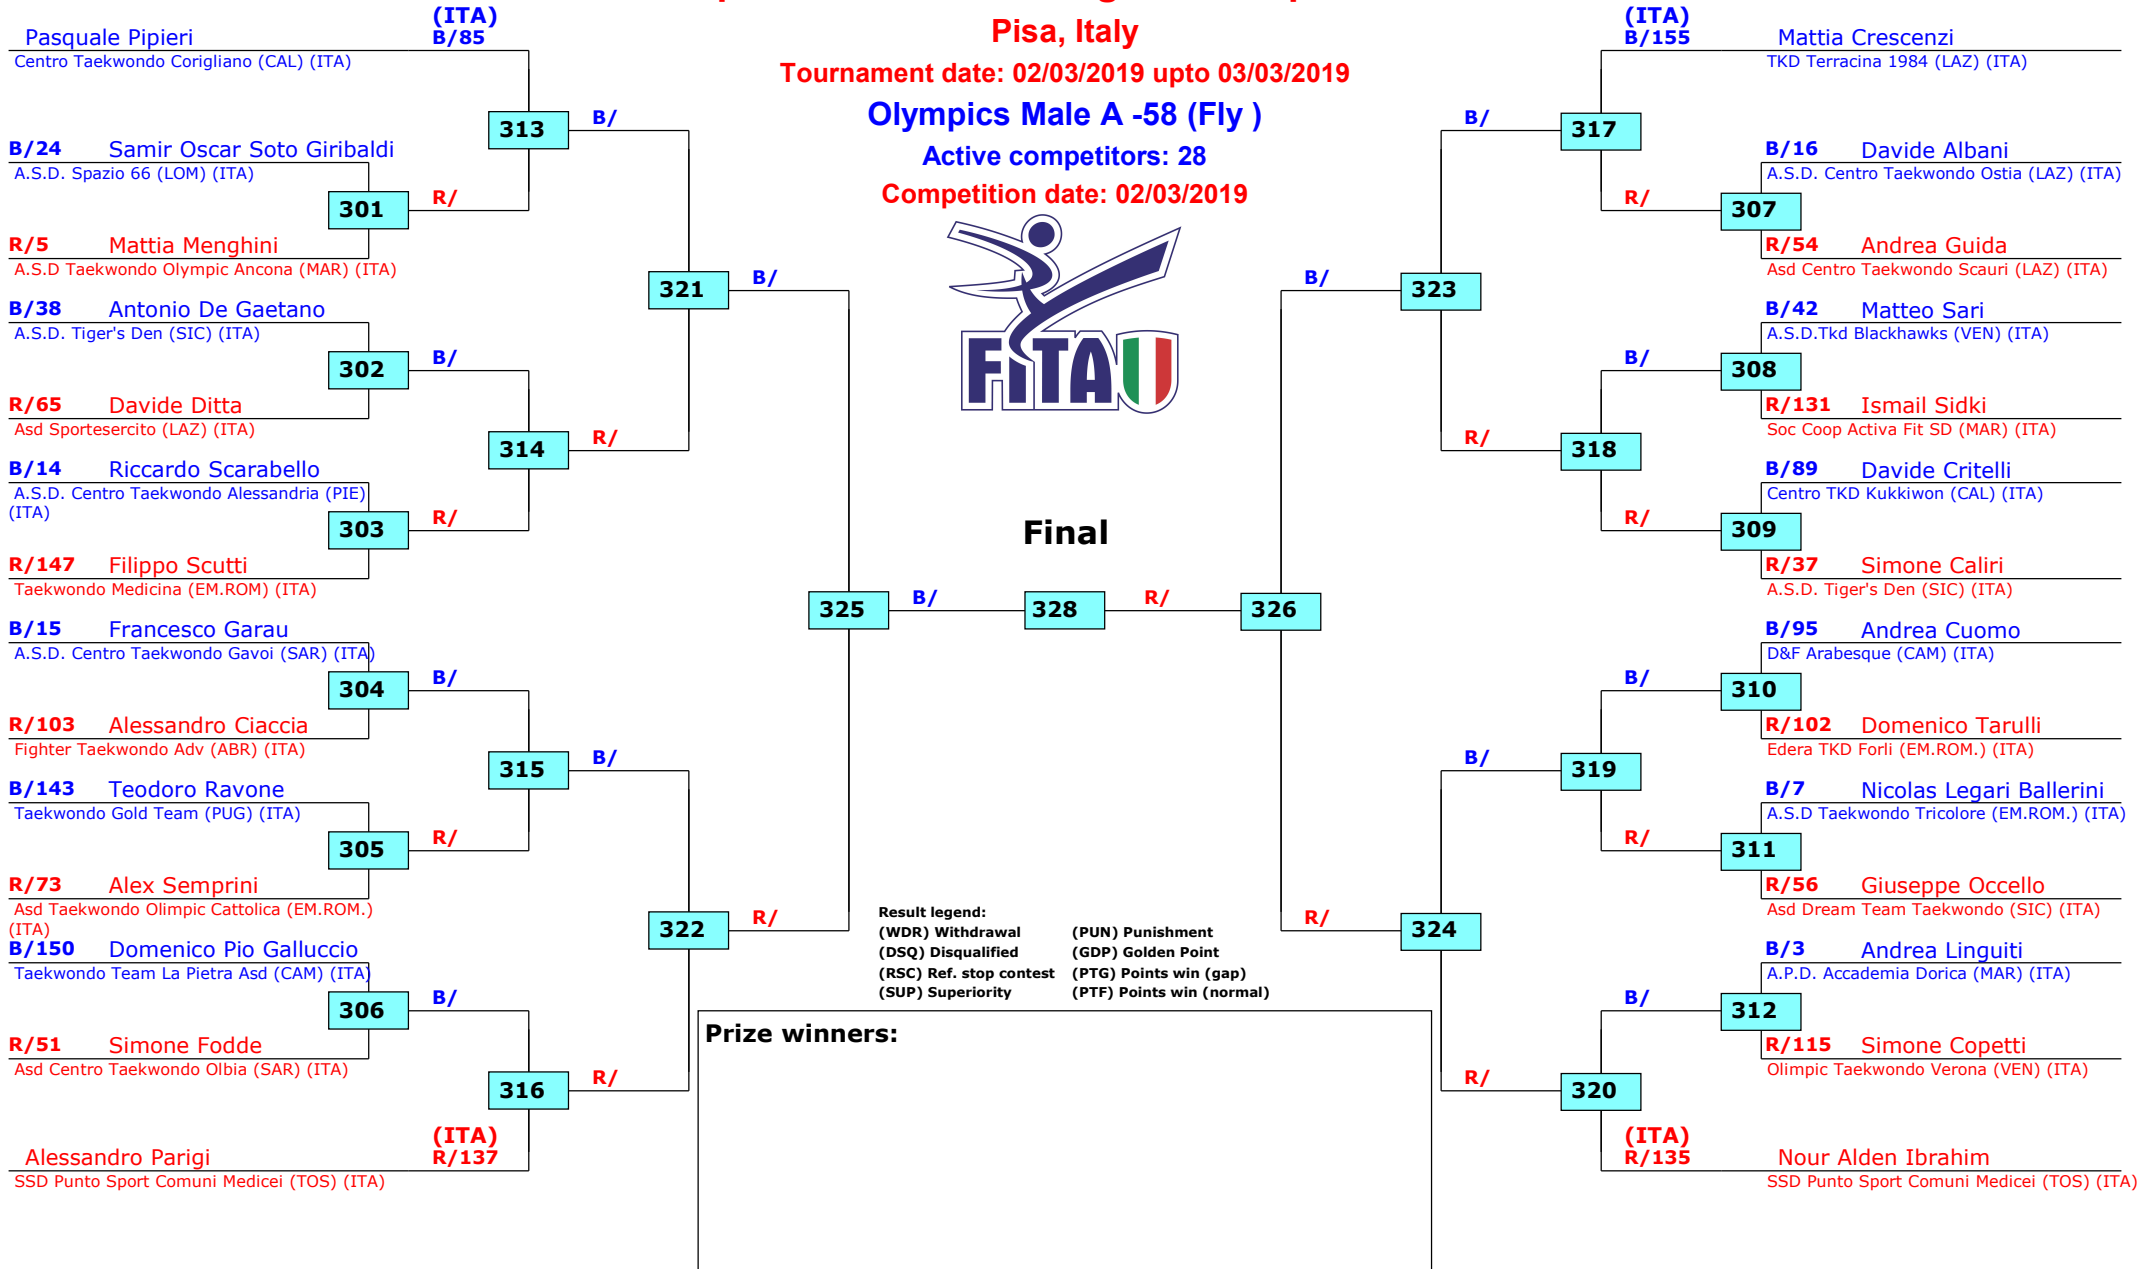 Pisa, Italy
Tournament date: 02/03/2019 upto 03/03/2019
Olympics Male A -58 (Fly )
Active competitors: 28
Competition date: 02/03/2019
FITA
Final
(ITA)
Pasquale Pipieri B/85
Centro Taekwondo Corigliano (CAL) (ITA)
313
B/
B/24 Samir Oscar Soto Giribaldi
A.S.D. Spazio 66 (LOM) (ITA)
301
R/
R/5 Mattia Menghini
A.S.D Taekwondo Olympic Ancona (MAR) (ITA)
321
B/
B/38 Antonio De Gaetano
A.S.D. Tiger's Den (SIC) (ITA)
302
B/
R/65 Davide Ditta
Asd Sportesercito (LAZ) (ITA)
314
R/
B/14 Riccardo Scarabello
A.S.D. Centro Taekwondo Alessandria (PIE)
(ITA)
303
R/
R/147 Filippo Scutti
Taekwondo Medicina (EM.ROM) (ITA)
325
B/
328
R/
326
B/15 Francesco Garau
A.S.D. Centro Taekwondo Gavoi (SAR) (ITA)
304
B/
R/103 Alessandro Ciaccia
Fighter Taekwondo Adv (ABR) (ITA)
315
B/
B/143 Teodoro Ravone
Taekwondo Gold Team (PUG) (ITA)
305
R/
R/73 Alex Semprini
Asd Taekwondo Olimpic Cattolica (EM.ROM.)
(ITA)
322
R/
B/150 Domenico Pio Galluccio
Taekwondo Team La Pietra Asd (CAM) (ITA)
306
B/
R/51 Simone Fodde
Asd Centro Taekwondo Olbia (SAR) (ITA)
316
R/
(ITA)
Alessandro Parigi R/137
SSD Punto Sport Comuni Medicei (TOS) (ITA)
(ITA)
B/155 Mattia Crescenzi
TKD Terracina 1984 (LAZ) (ITA)
B/
317
B/16 Davide Albani
A.S.D. Centro Taekwondo Ostia (LAZ) (ITA)
R/
307
R/54 Andrea Guida
Asd Centro Taekwondo Scauri (LAZ) (ITA)
B/
323
B/42 Matteo Sari
A.S.D.Tkd Blackhawks (VEN) (ITA)
B/
308
R/131 Ismail Sidki
Soc Coop Activa Fit SD (MAR) (ITA)
R/
318
B/89 Davide Critelli
Centro TKD Kukkiwon (CAL) (ITA)
R/
309
R/37 Simone Caliri
A.S.D. Tiger's Den (SIC) (ITA)
B/95 Andrea Cuomo
D&F Arabesque (CAM) (ITA)
B/
310
R/102 Domenico Tarulli
Edera TKD Forli (EM.ROM.) (ITA)
B/
319
B/7 Nicolas Legari Ballerini
A.S.D Taekwondo Tricolore (EM.ROM.) (ITA)
R/
311
R/56 Giuseppe Occello
Asd Dream Team Taekwondo (SIC) (ITA)
R/
324
B/3 Andrea Linguiti
A.P.D. Accademia Dorica (MAR) (ITA)
B/
312
R/115 Simone Copetti
Olimpic Taekwondo Verona (VEN) (ITA)
R/
320
(ITA)
R/135 Nour Alden Ibrahim
SSD Punto Sport Comuni Medicei (TOS) (ITA)
Result legend:
(WDR) Withdrawal (PUN) Punishment
(DSQ) Disqualified (GDP) Golden Point
(RSC) Ref. stop contest (PTG) Points win (gap)
(SUP) Superiority (PTF) Points win (normal)
Prize winners: